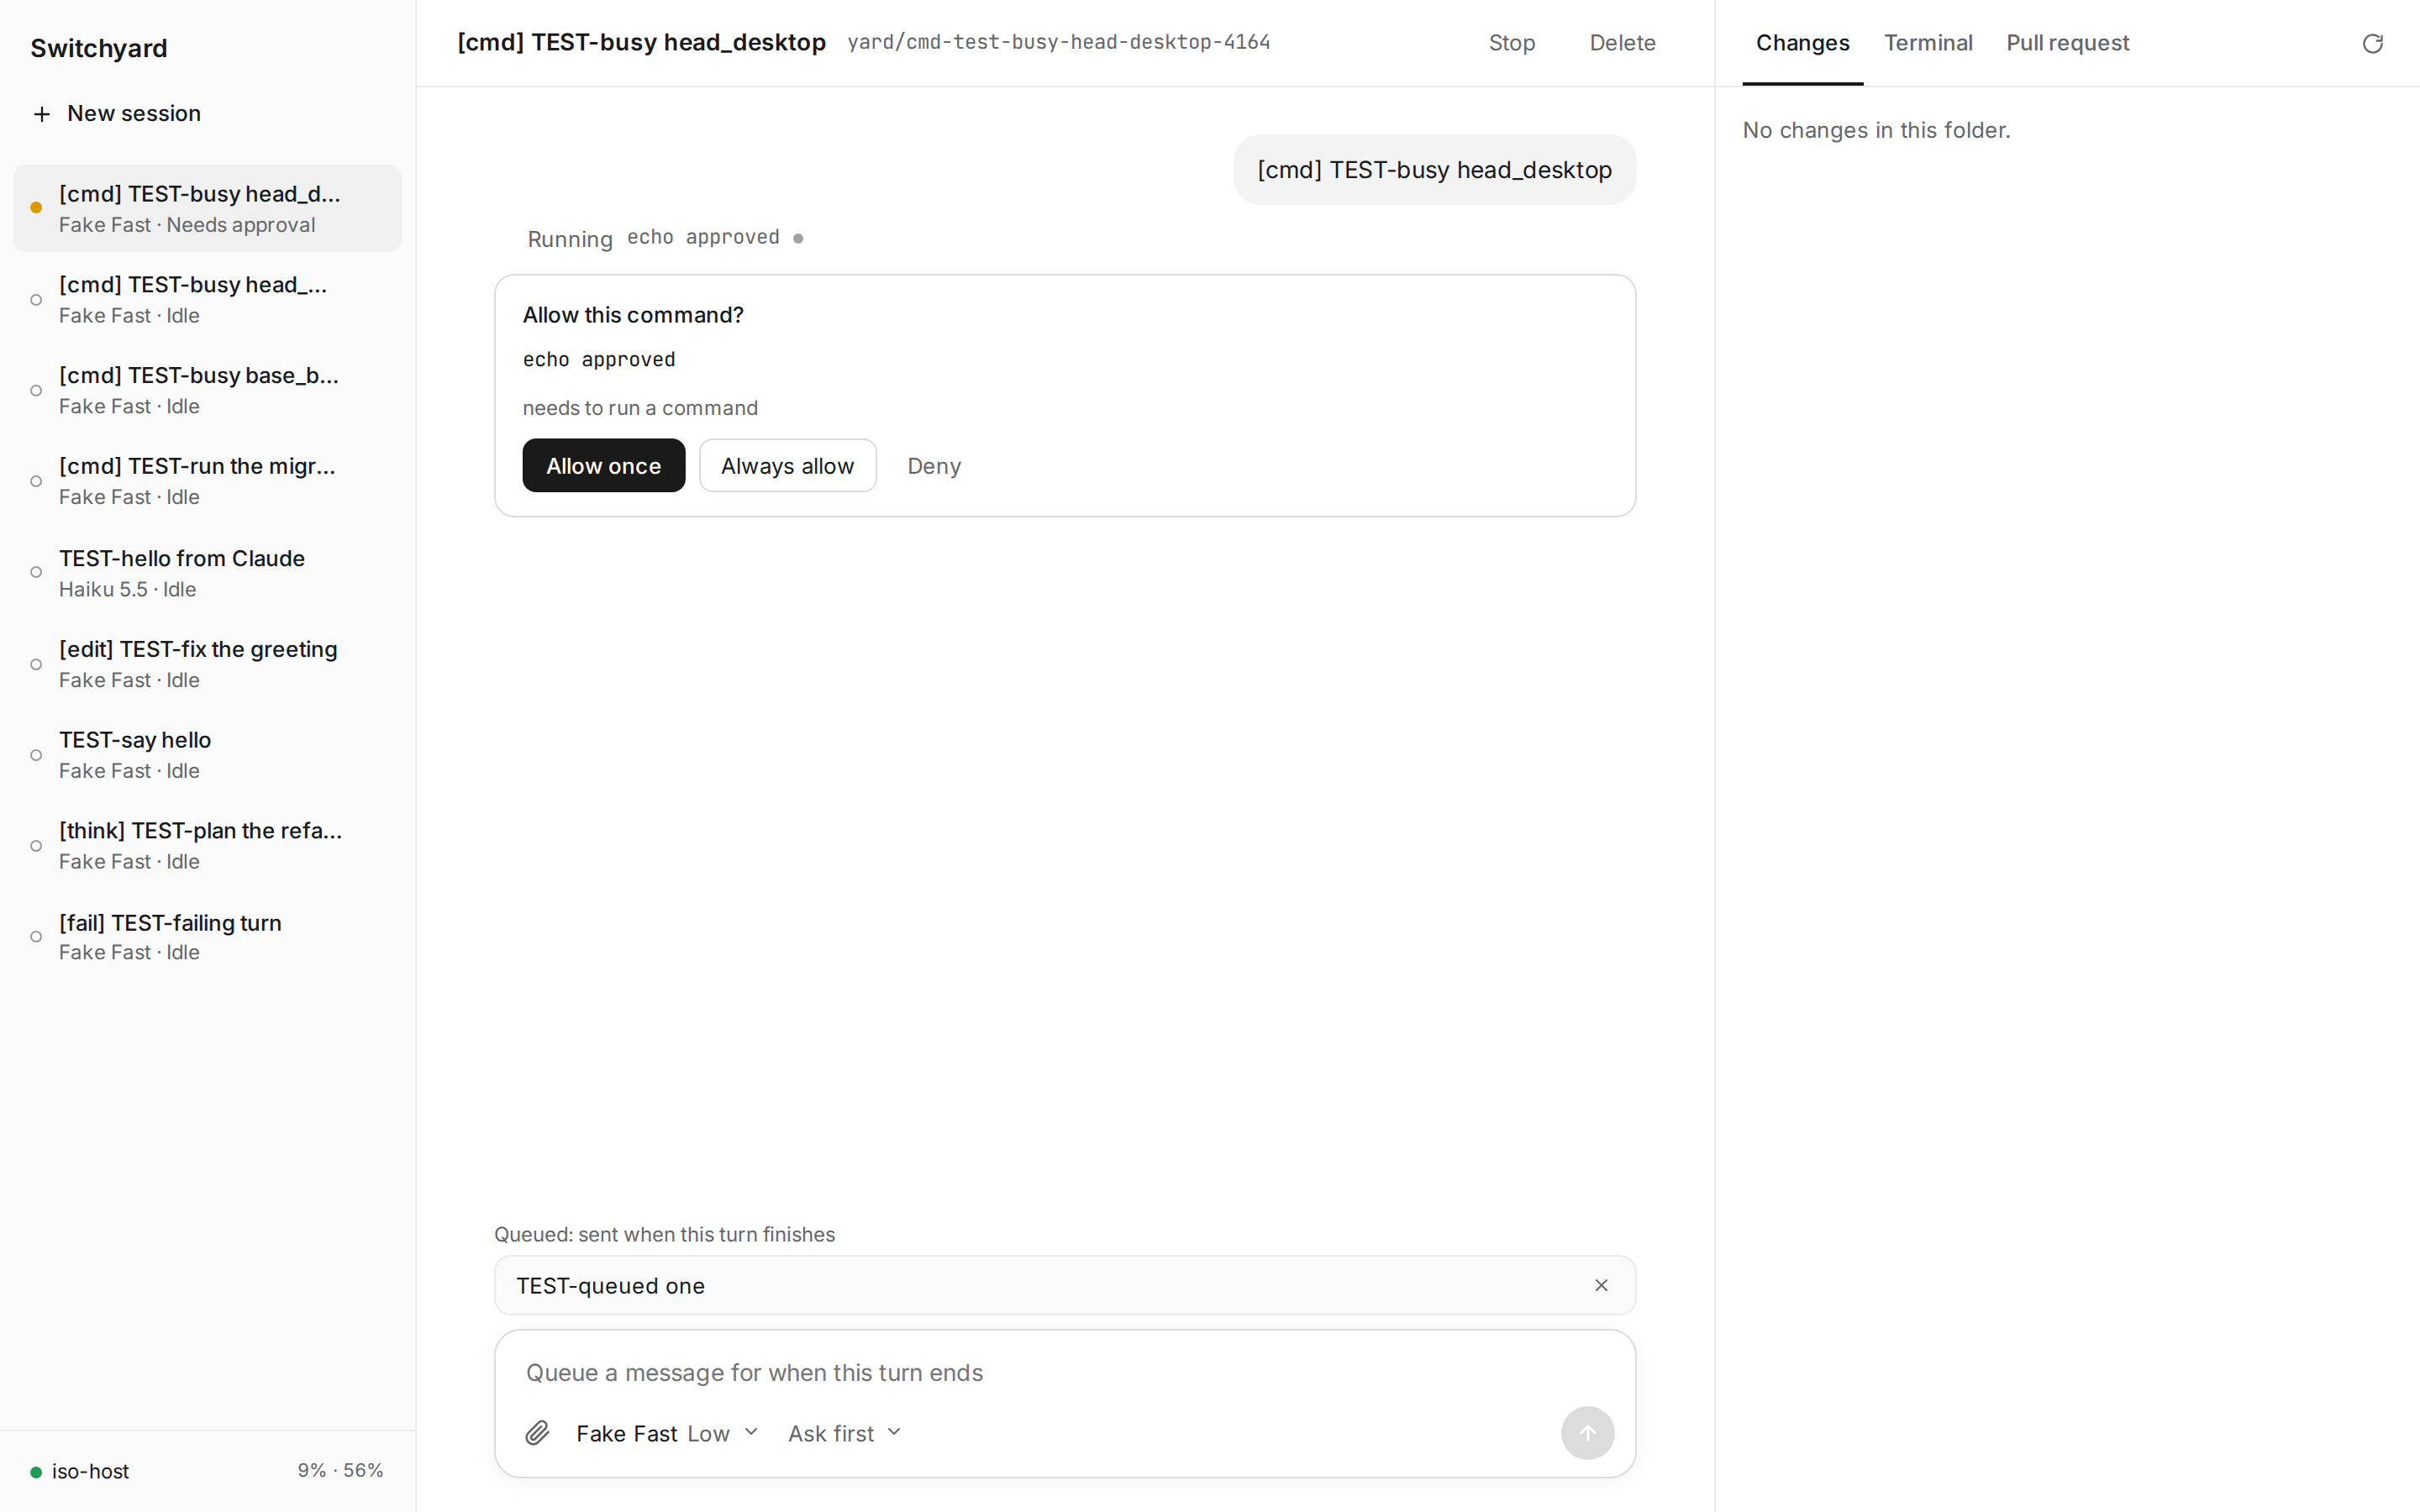 Switchyard
New session
[cmd] TEST-busy head_d...
Fake Fast · Needs approval
[cmd] TEST-busy head_...
Fake Fast · Idle
[cmd] TEST-busy base_b...
Fake Fast · Idle
[cmd] TEST-run the migr...
Fake Fast · Idle
TEST-hello from Claude
Haiku 5.5 · Idle
[edit] TEST-fix the greeting
Fake Fast · Idle
TEST-say hello
Fake Fast · Idle
[think] TEST-plan the refa...
Fake Fast · Idle
[fail] TEST-failing turn
Fake Fast · Idle
iso-host 9% · 56%
[cmd] TEST-busy head_desktop yard/cmd-test-busy-head-desktop-4164 Stop Delete
[cmd] TEST-busy head_desktop
Running echo approved
Allow this command?
echo approved
needs to run a command
Allow once Always allow Deny
Queued: sent when this turn finishes
TEST-queued one
Queue a message for when this turn ends
Fake Fast Low Ask first
Changes Terminal Pull request
No changes in this folder.